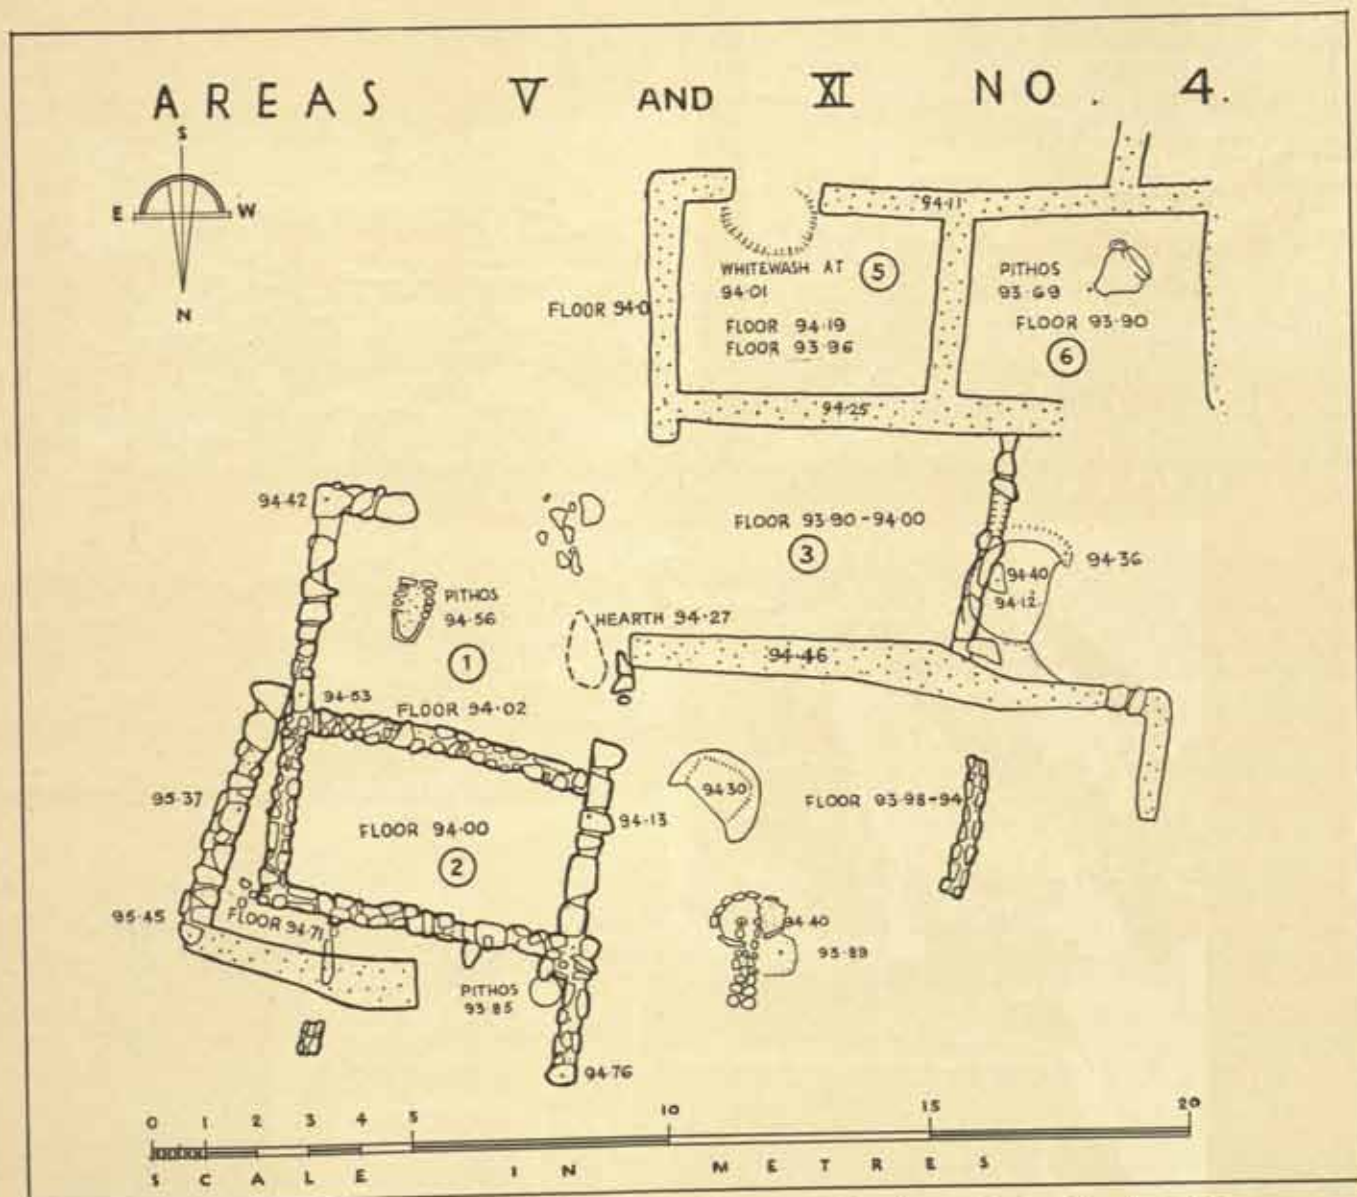 AREAS V AND XI NO. 4.
S
E W
N
94·11
WHITEWASH AT 5
94·01
FLOOR 94·19
FLOOR 93·96
FLOOR 94·0
PITHOS
93·69
FLOOR 93·90
6
94·25
94·42
FLOOR 93·90-94·00
3
94·36
94·40
94·12
PITHOS
94·56
HEARTH 94·27
1
94·46
94·53
FLOOR 94·02
95·37
FLOOR 94·00
2
94·13
94·30
FLOOR 93·98-94
95·45
FLOOR 94·71
94·40
93·89
PITHOS
93·85
94·76
0 1 2 3 4 5 10 15 20
SCALE IN METRES